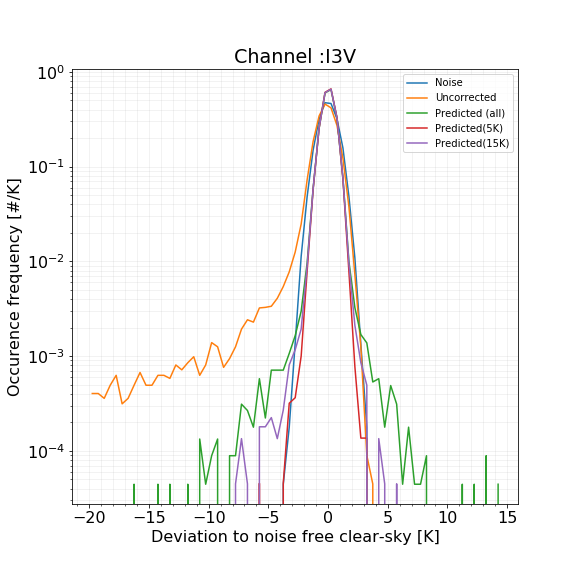 Channel :I3V
Noise
Uncorrected
Predicted (all)
Predicted(5K)
Predicted(15K)
Occurence frequency [#/K]
10⁰
10⁻¹
10⁻²
10⁻³
10⁻⁴
−20 −15 −10 −5 0 5 10 15
Deviation to noise free clear-sky [K]